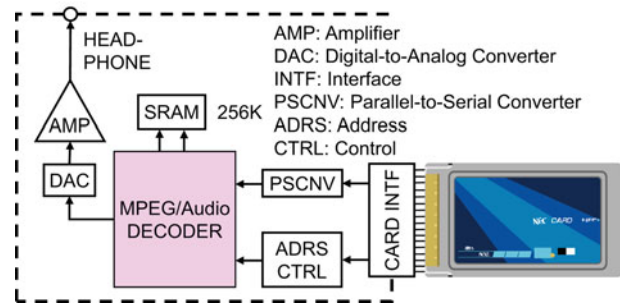 HEAD-
PHONE
AMP: Amplifier
DAC: Digital-to-Analog Converter
INTF: Interface
PSCNV: Parallel-to-Serial Converter
ADRS: Address
CTRL: Control
AMP
SRAM 256K
DAC
MPEG/Audio
DECODER
PSCNV
ADRS
CTRL
CARD INTF
NEC CARD
NEC